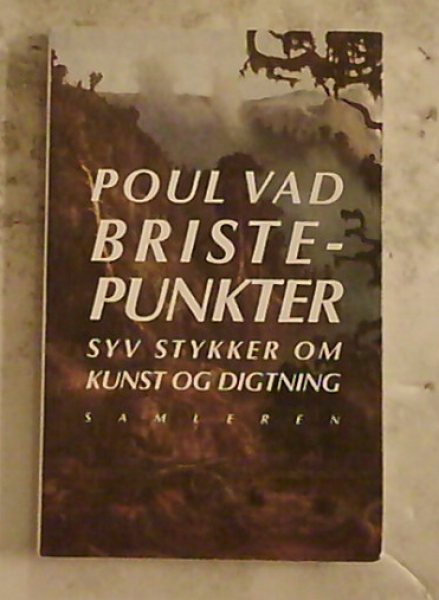 POUL VAD
BRISTE-
PUNKTER
SYV STYKKER OM
KUNST OG DIGTNING
SAMLEREN